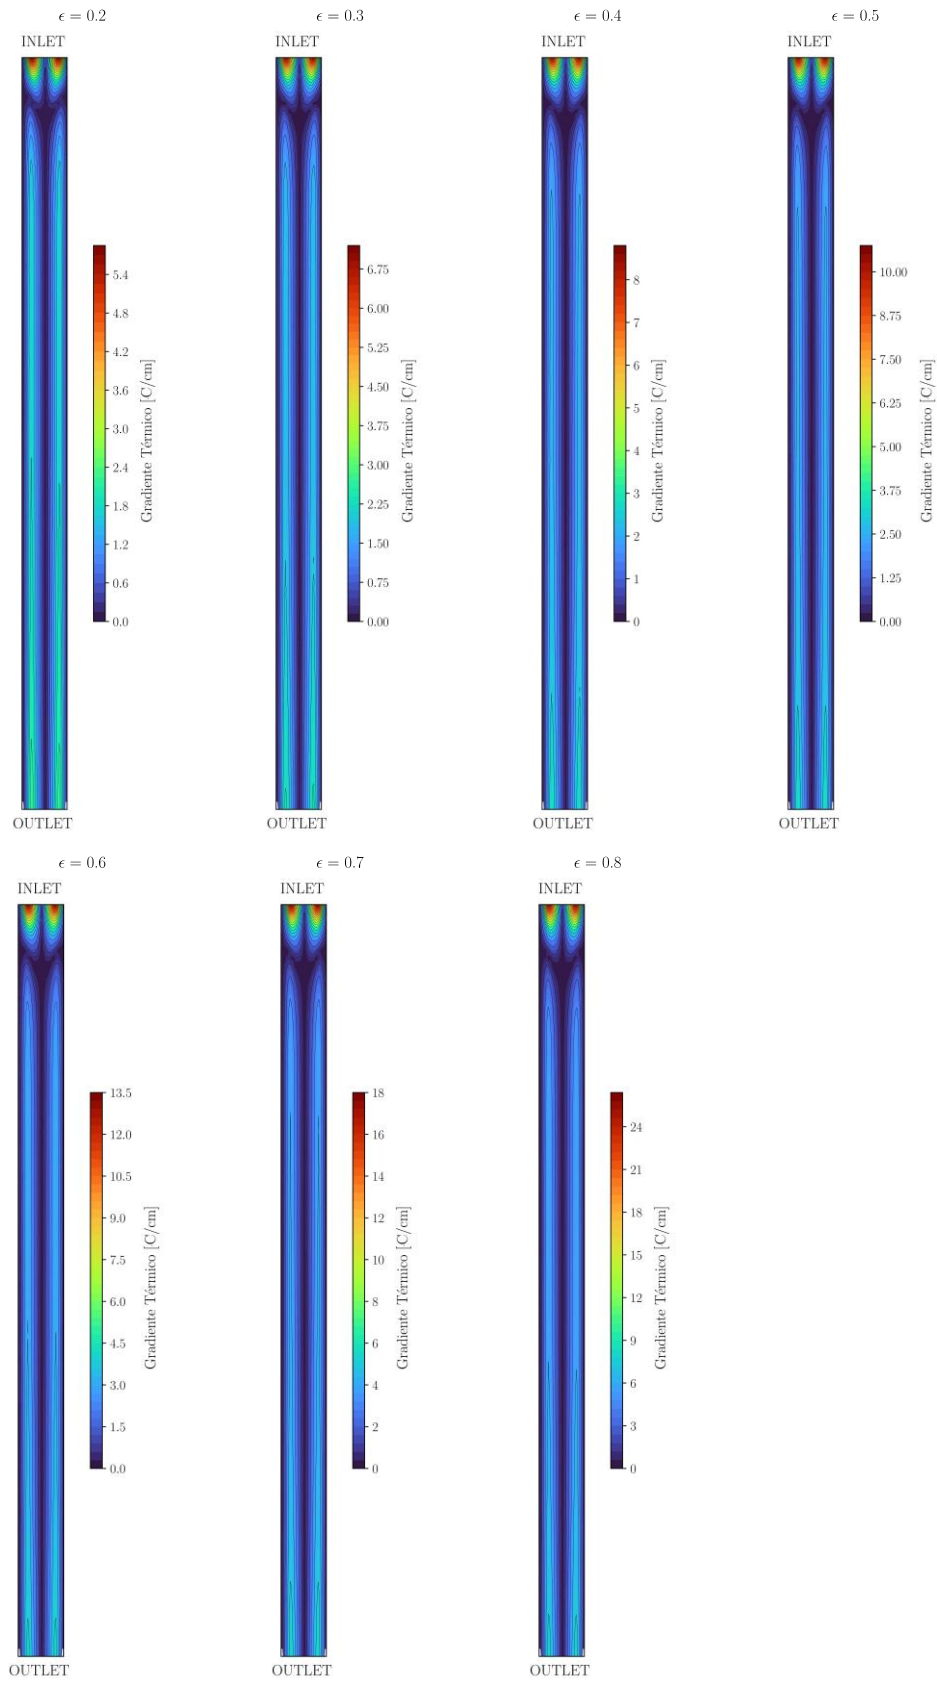 ϵ = 0.2
INLET
5.4
4.8
4.2
3.6
3.0
2.4
1.8
1.2
0.6
0.0
Gradiente Térmico [C/cm]
OUTLET
ϵ = 0.3
INLET
6.75
6.00
5.25
4.50
3.75
3.00
2.25
1.50
0.75
0.00
Gradiente Térmico [C/cm]
OUTLET
ϵ = 0.4
INLET
8
7
6
5
4
3
2
1
0
Gradiente Térmico [C/cm]
OUTLET
ϵ = 0.5
INLET
10.00
8.75
7.50
6.25
5.00
3.75
2.50
1.25
0.00
Gradiente Térmico [C/cm]
OUTLET
ϵ = 0.6
INLET
13.5
12.0
10.5
9.0
7.5
6.0
4.5
3.0
1.5
0.0
Gradiente Térmico [C/cm]
OUTLET
ϵ = 0.7
INLET
18
16
14
12
10
8
6
4
2
0
Gradiente Térmico [C/cm]
OUTLET
ϵ = 0.8
INLET
24
21
18
15
12
9
6
3
0
Gradiente Térmico [C/cm]
OUTLET